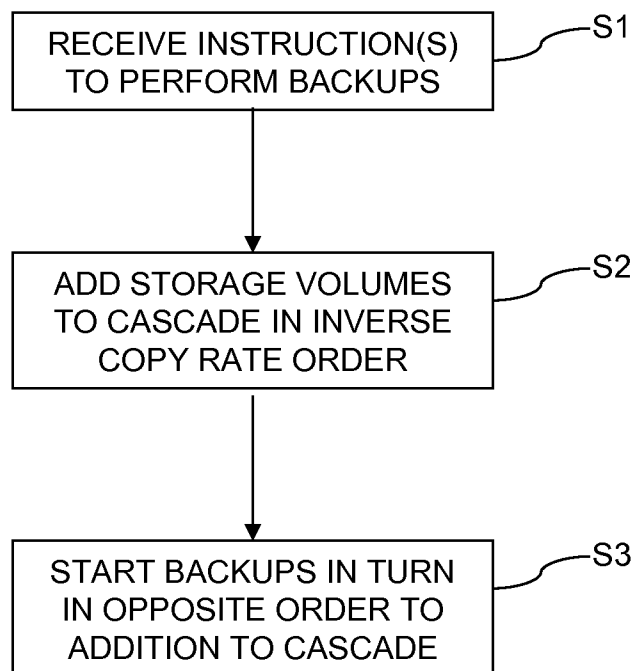 RECEIVE INSTRUCTION(S)
TO PERFORM BACKUPS
S1
ADD STORAGE VOLUMES
TO CASCADE IN INVERSE
COPY RATE ORDER
S2
START BACKUPS IN TURN
IN OPPOSITE ORDER TO
ADDITION TO CASCADE
S3